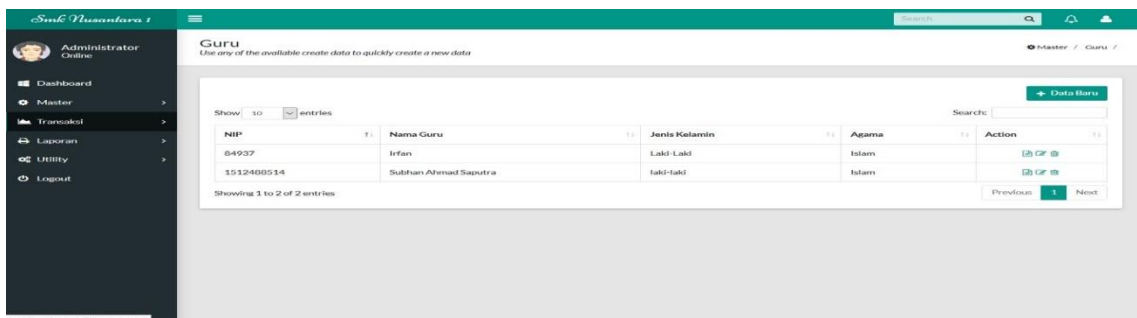 Smk Nusantara 1
Search
Administrator
Online
Guru
Use any of the available create data to quickly create a new data
Master / Guru /
Dashboard
Master
Transaksi
Laporan
Utility
Logout
+ Data Baru
Show 10 entries
Search:
NIP Nama Guru Jenis Kelamin Agama Action
84937 Irfan Laki-Laki Islam
1512488514 Subhan Ahmad Saputra laki-laki Islam
Showing 1 to 2 of 2 entries
Previous 1 Next